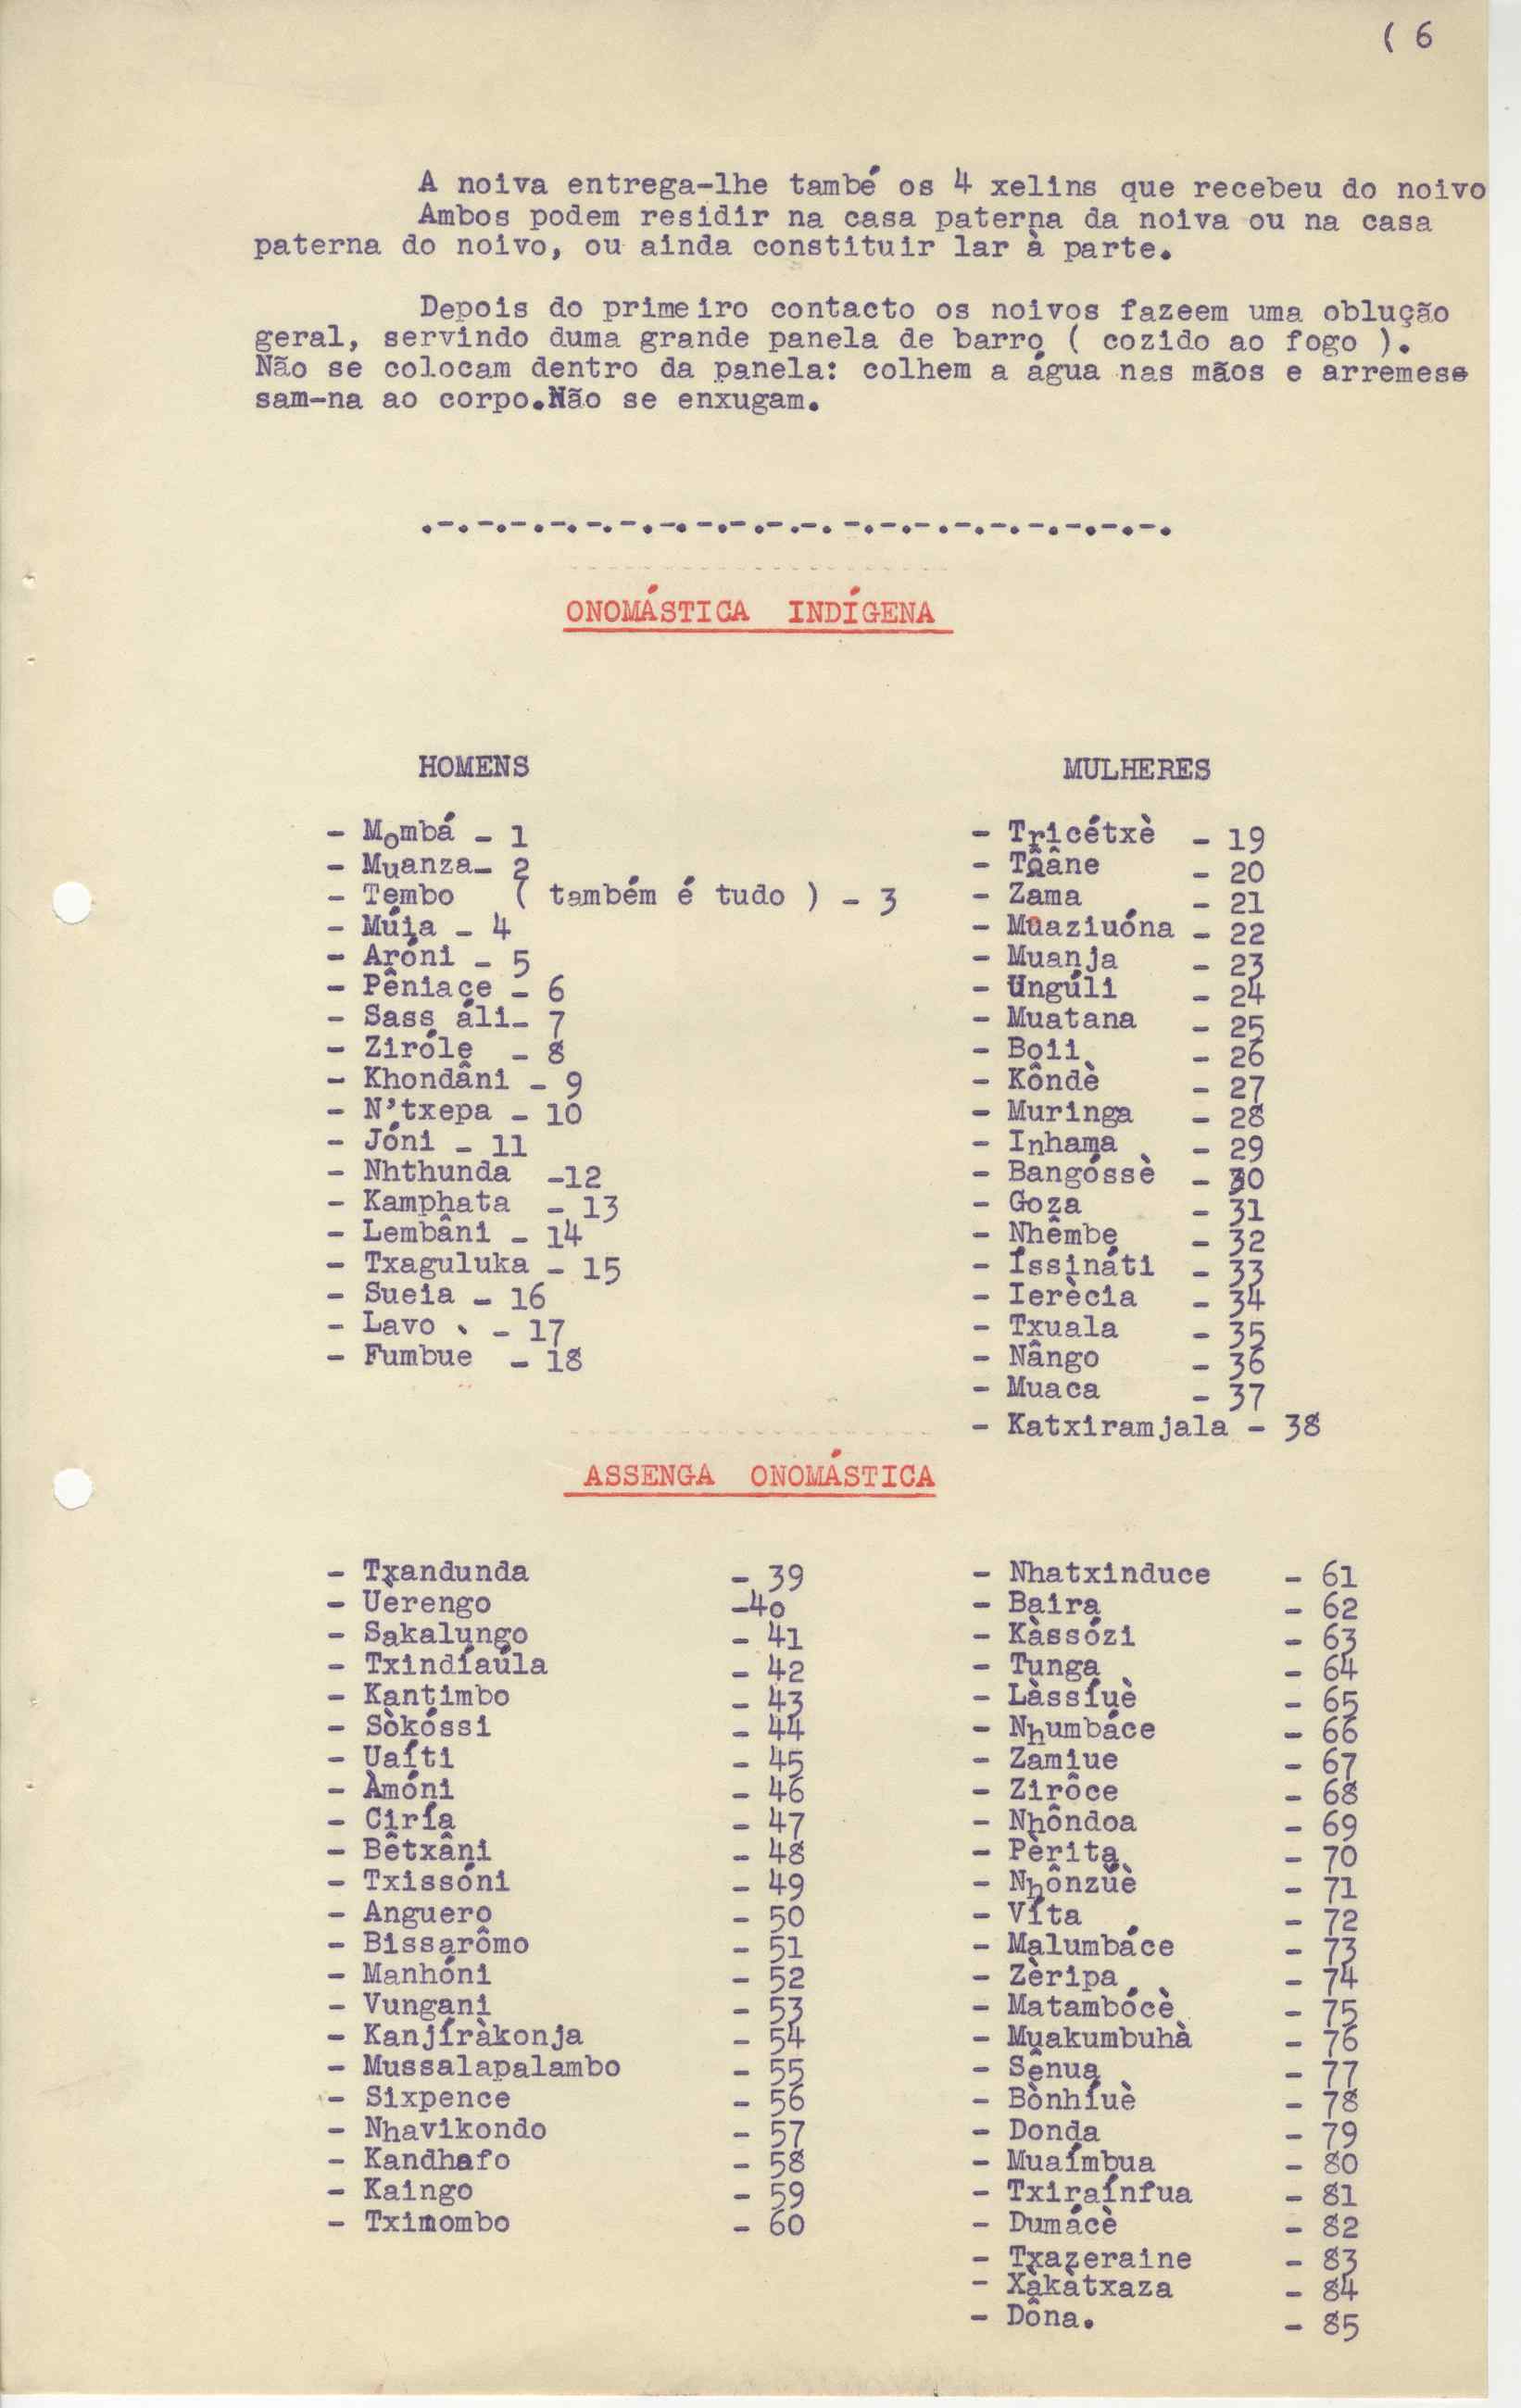 ( 6
A noiva entrega-lhe també os 4 xelins que recebeu do noivo
Ambos podem residir na casa paterna da noiva ou na casa
paterna do noivo, ou ainda constituir lar à parte.
Depois do primeiro contacto os noivos fazeem uma oblução
geral, servindo duma grande panela de barro ( cozido ao fogo ).
Não se colocam dentro da panela: colhem a água nas mãos e arremess
sam-na ao corpo.Não se enxugam.
.-.-.-.-.-.-.-.-.-.-.-.-.-.-.-.-.-.-.-.-.
ONOMÁSTICA INDÍGENA
HOMENS
- Mombá - 1
- Muanza- 2
- Tembo ( também é tudo ) - 3
- Múia - 4
- Aróni - 5
- Pêniace - 6
- Sass áli- 7
- Ziróle - 8
- Khondâni - 9
- N'txepa - 10
- Jóni - 11
- Nhthunda -12
- Kamphata - 13
- Lembâni - 14
- Txaguluka - 15
- Sueia - 16
- Lavo - 17
- Fumbue - 18
MULHERES
- Tricétxè - 19
- 20
- Zama - 21
- Muaziuóna - 22
- Muanja - 23
- Ungúli - 24
- Muatana - 25
- Boii - 26
- Kôndè - 27
- Muringa - 28
- Inhama - 29
- Bangóssè - 30
- Goza - 31
- Nhêmbe - 32
- Íssináti - 33
- Ierècia - 34
- Txuala - 35
- Nângo - 36
- Muaca - 37
- Katxiramjala - 38
ASSENGA ONOMÁSTICA
- Txandunda - 39
- Uerengo -40
- Sakalungo - 41
- Txindíaúla - 42
- Kantimbo - 43
- Sòkóssi - 44
- Uaíti - 45
- Àmóni - 46
- Ciría - 47
- Bêtxâni - 48
- Txissóni - 49
- Anguero - 50
- Bissarômo - 51
- Manhóni - 52
- Vungani - 53
- Kanjíràkonja - 54
- Mussalapalambo - 55
- Sixpence - 56
- Nhavikondo - 57
- Kandhafo - 58
- Kaingo - 59
- Tximombo - 60
- Nhatxinduce - 61
- Baira - 62
- Kàssózi - 63
- Tunga - 64
- Làssíuè - 65
- Nhumbáce - 66
- Zamiue - 67
- Zirôce - 68
- Nhôndoa - 69
- Pèrita - 70
- Nhônzúè - 71
- Víta - 72
- Malumbáce - 73
- Zèripa - 74
- Matambócè - 75
- Muakumbuhà - 76
- Sênua - 77
- Bònhíuè - 78
- Donda - 79
- Muaímbua - 80
- Txiraínfua - 81
- Dumácè - 82
- Txazeraine - 83
- Xàkàtxaza - 84
- Dôna. - 85